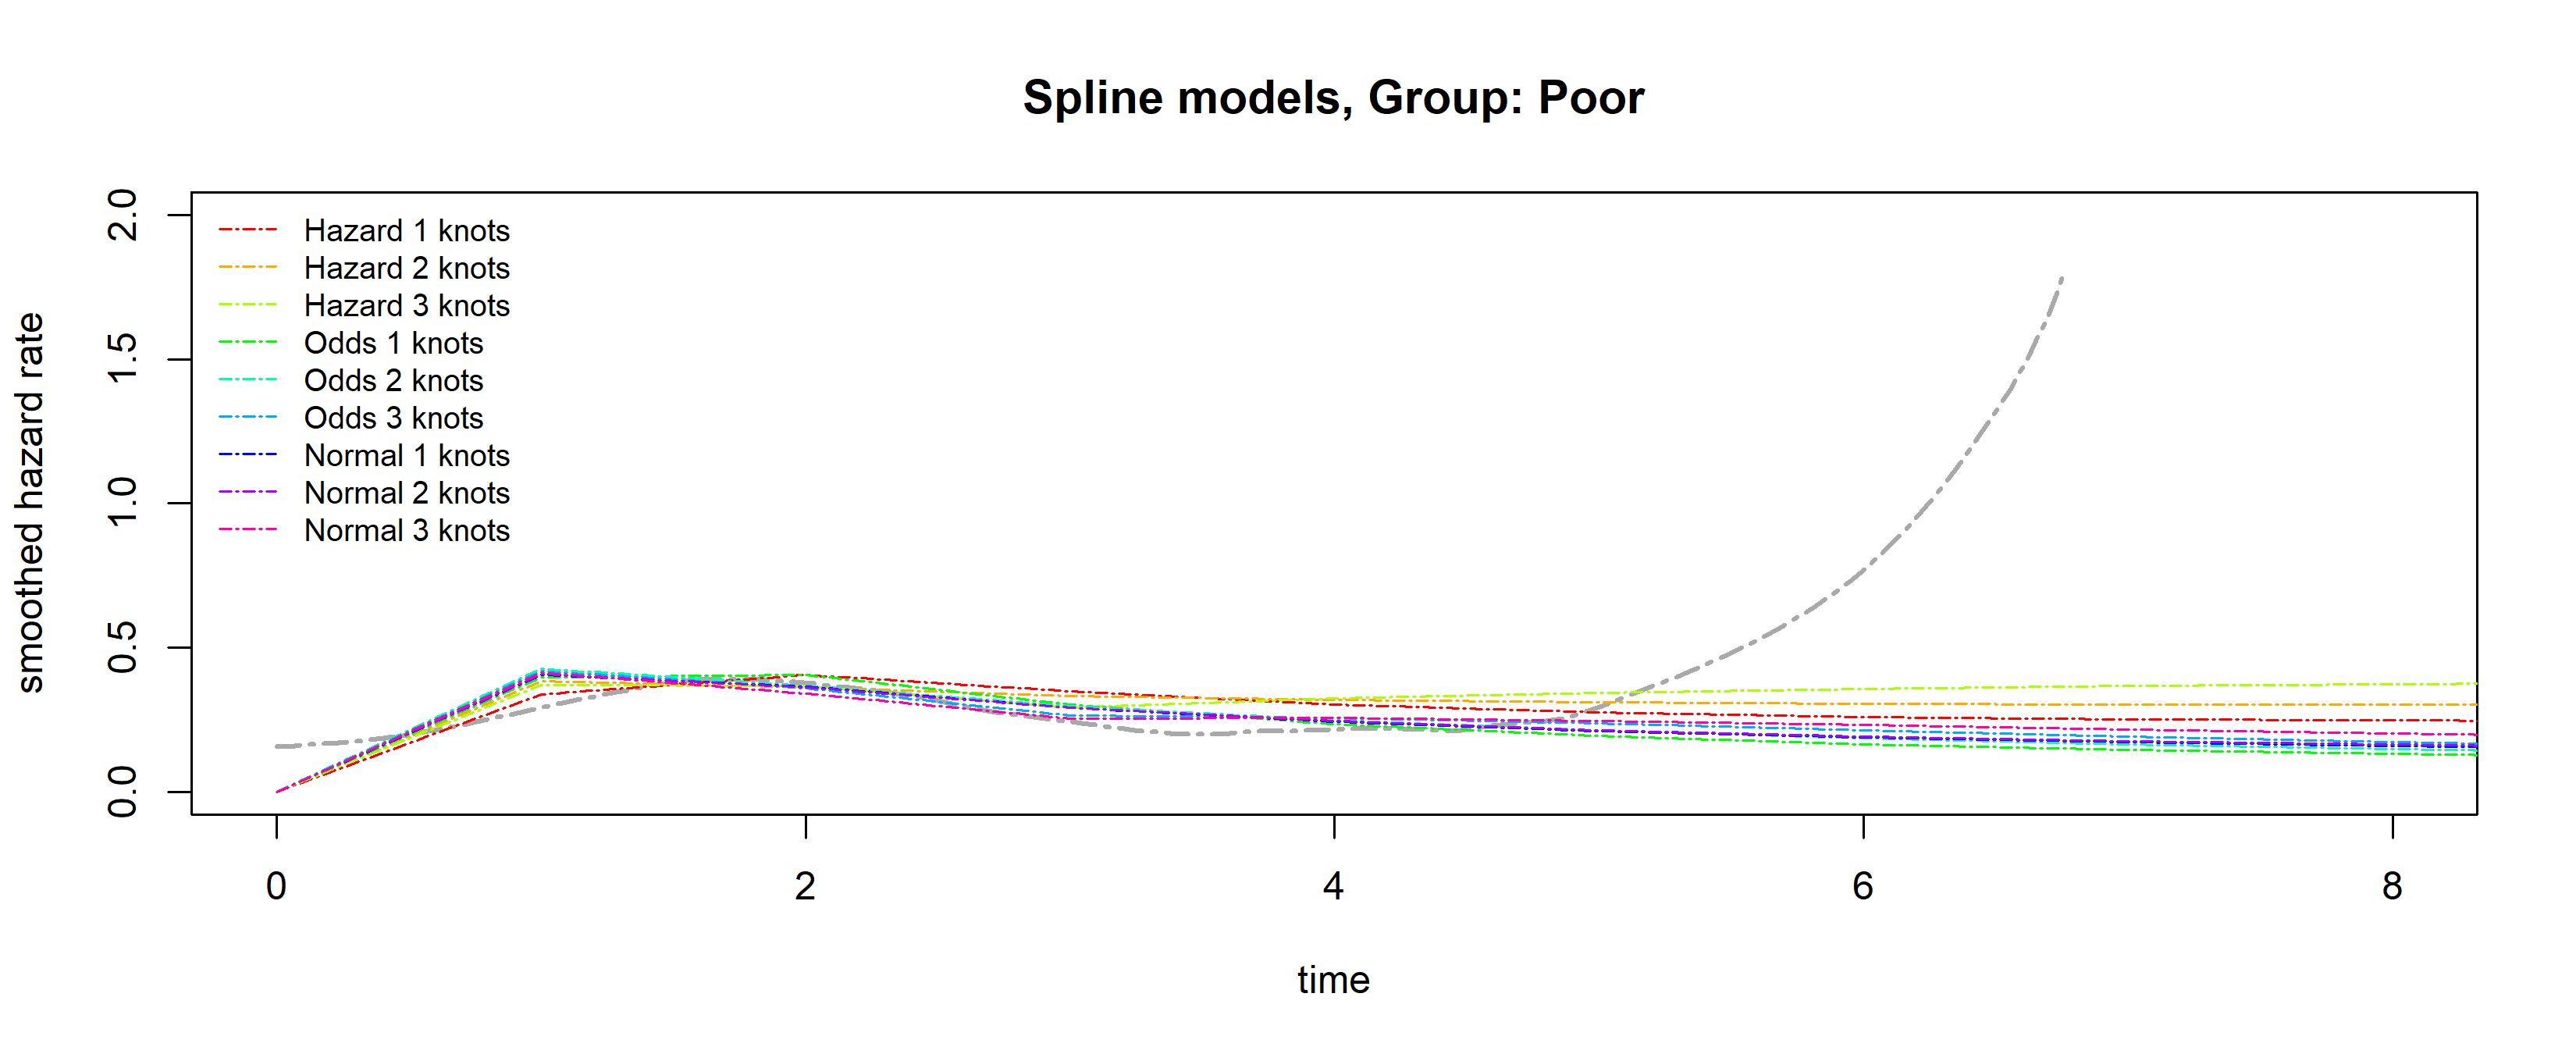 Spline models, Group: Poor
smoothed hazard rate
2.0
1.5
1.0
0.5
0.0
Hazard 1 knots
Hazard 2 knots
Hazard 3 knots
Odds 1 knots
Odds 2 knots
Odds 3 knots
Normal 1 knots
Normal 2 knots
Normal 3 knots
0 2 4 6 8
time